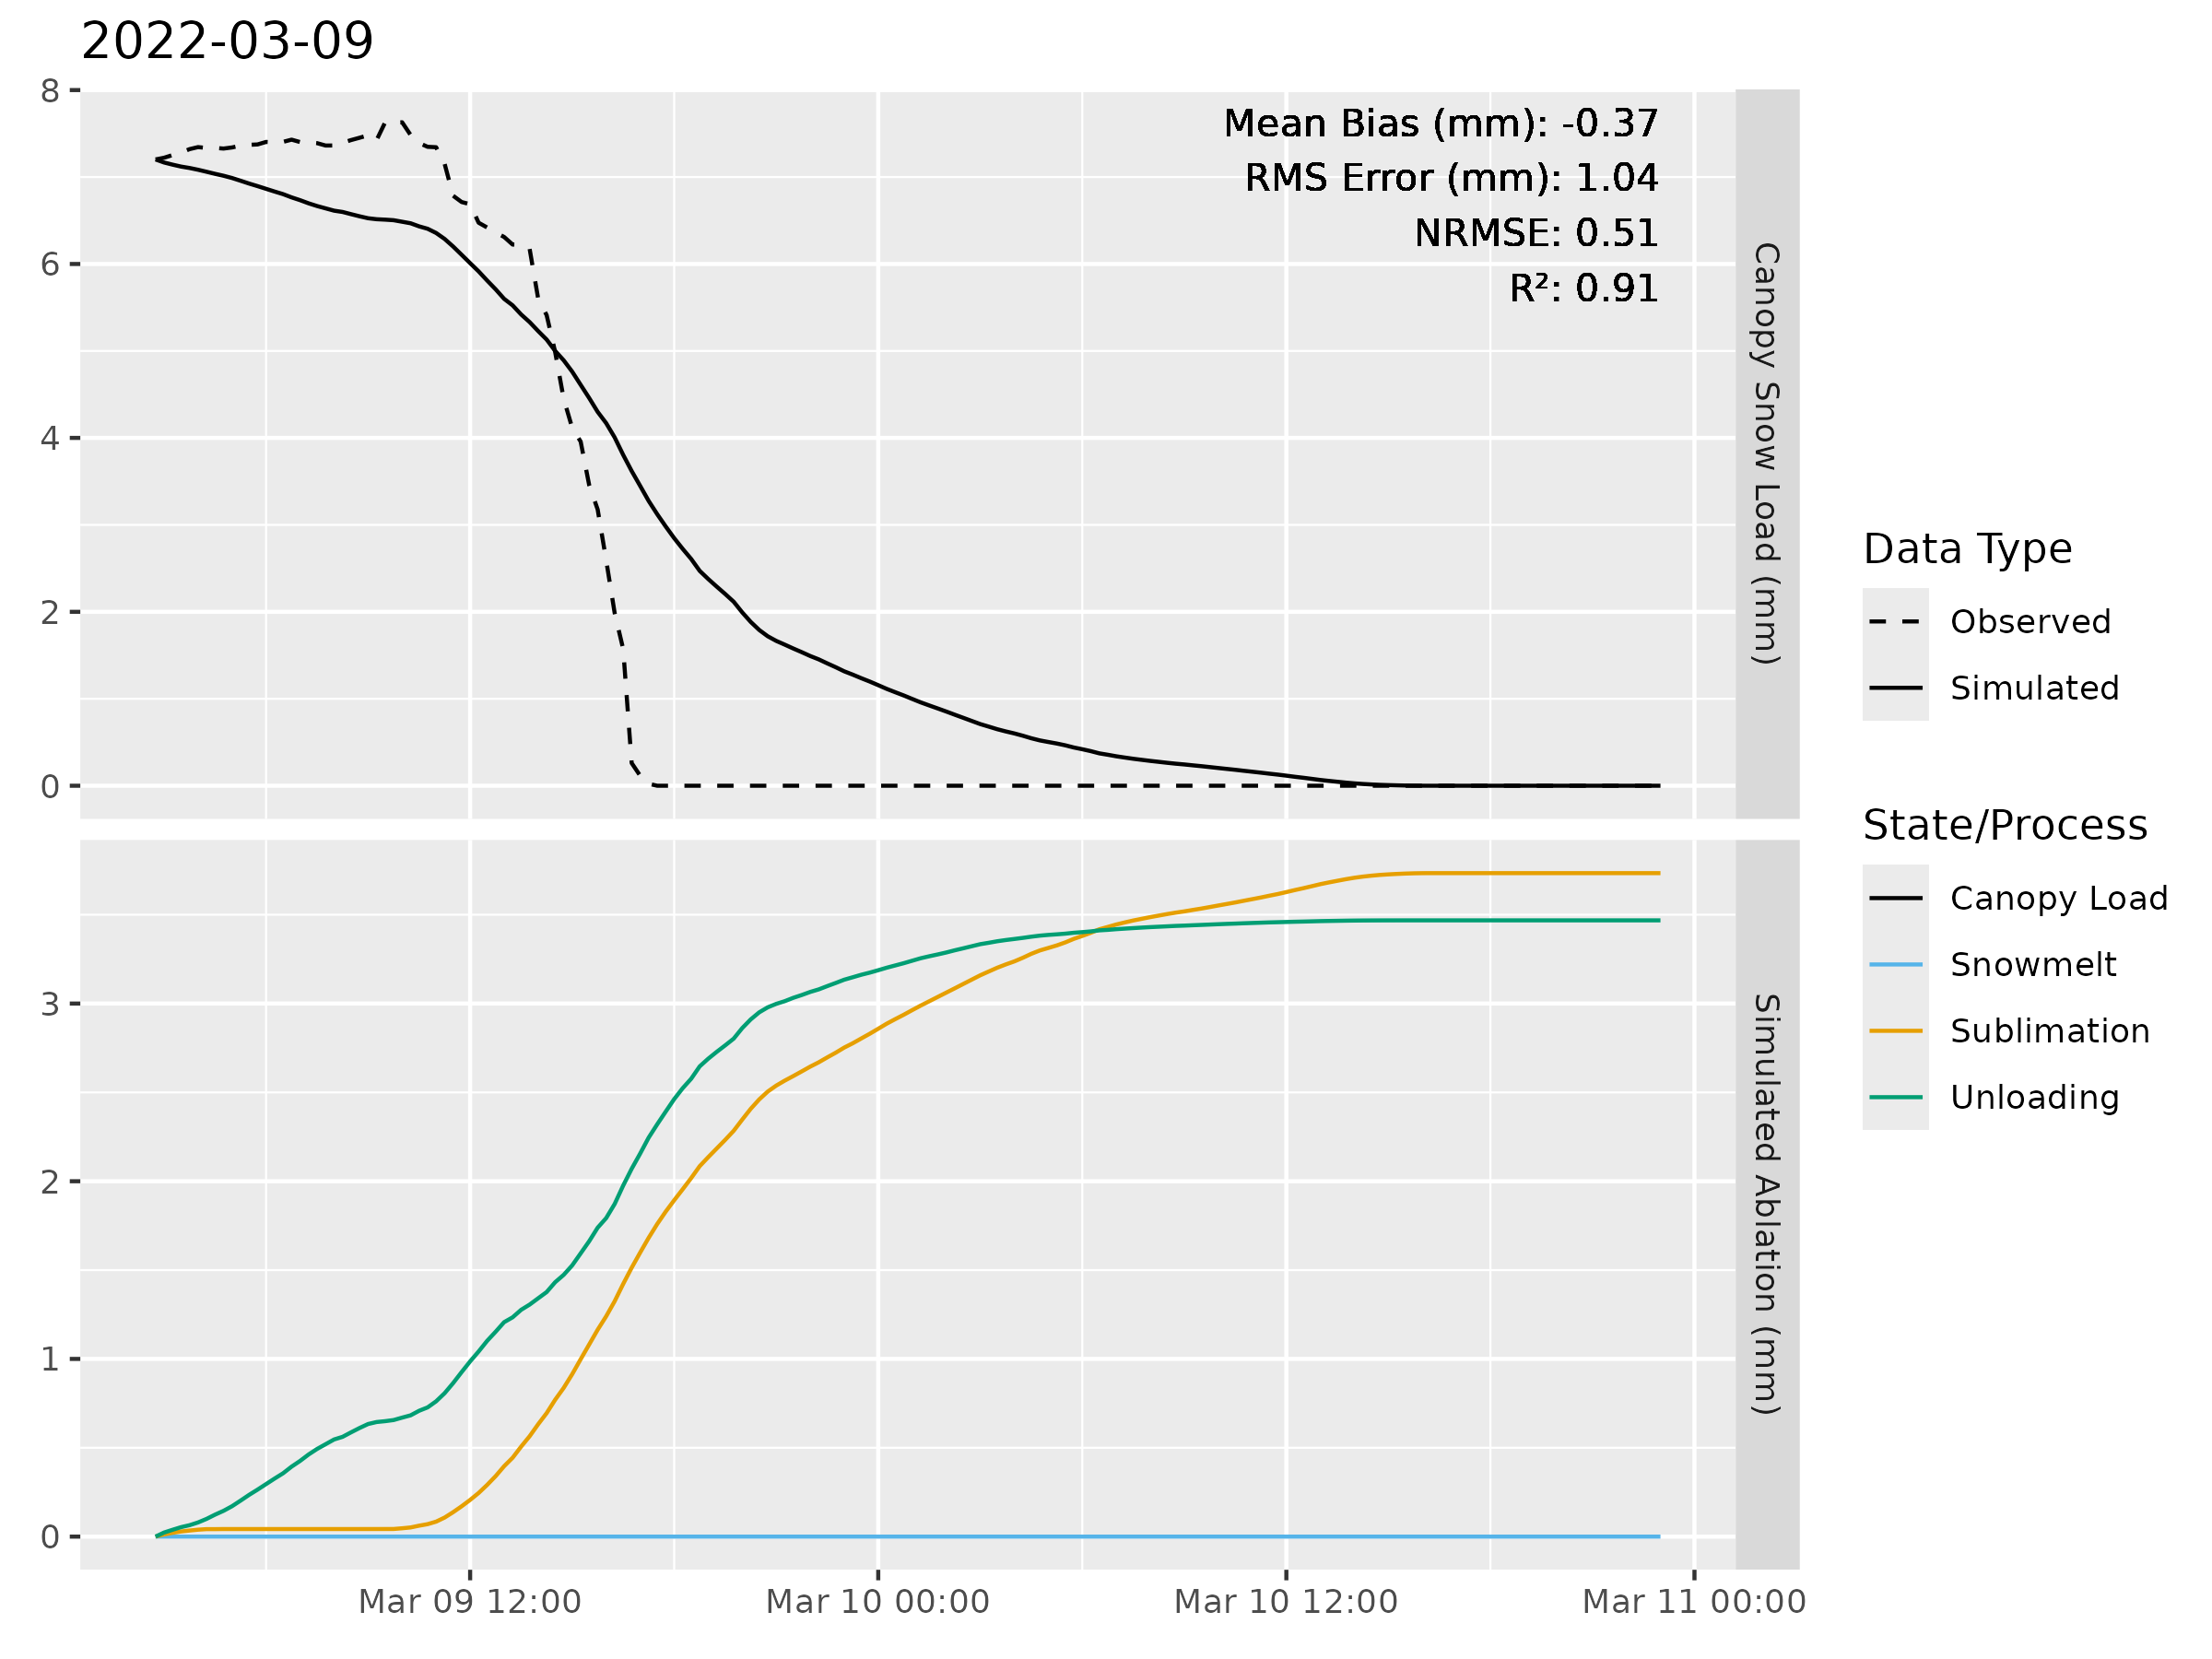 2022-03-09
8
6
4
2
0
Mean Bias (mm): -0.37
RMS Error (mm): 1.04
NRMSE: 0.51
R²: 0.91
Canopy Snow Load (mm)
3
2
1
0
Simulated Ablation (mm)
Mar 09 12:00
Mar 10 00:00
Mar 10 12:00
Mar 11 00:00
Data Type
Observed
Simulated
State/Process
Canopy Load
Snowmelt
Sublimation
Unloading